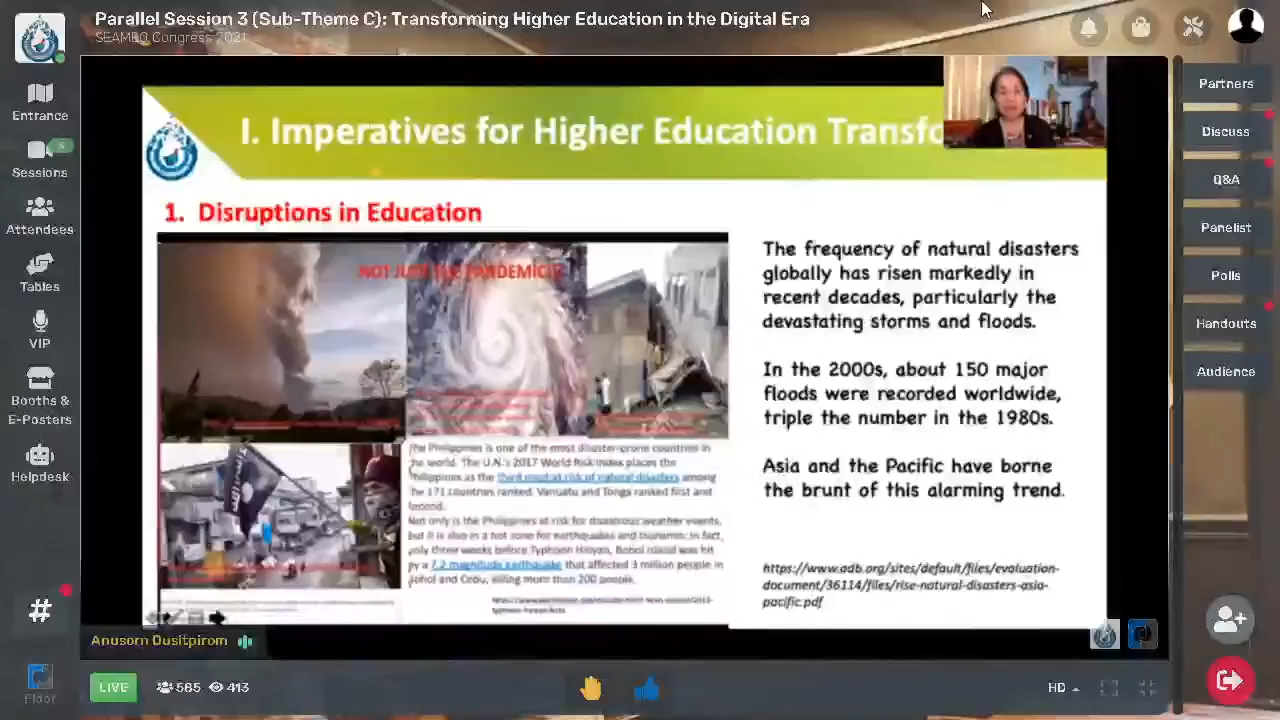 Parallel Session 3 (Sub-Theme C): Transforming Higher Education in the Digital Era
SEAMEO Congress 2021
Entrance
5
Sessions
Attendees
Tables
VIP
Booths &
E-Posters
Helpdesk
#
Floor
I. Imperatives for Higher Education Transfo
1. Disruptions in Education
NOT JUST THE PANDEMIC!!
The Philippines is one of the most disaster-prone countries in
the world. The U.N.'s 2017 World Risk Index places the
Philippines as the third most at risk of natural disasters among
the 171 countries ranked. Vanuatu and Tonga ranked first and
second.
Not only is the Philippines at risk for disastrous weather events,
but it is also in a hot zone for earthquakes and tsunamis. In fact,
only three weeks before Typhoon Haiyan, Bohol island was hit
by a 7.2 magnitude earthquake that affected 3 million people in
Bohol and Cebu, killing more than 200 people.
The frequency of natural disasters
globally has risen markedly in
recent decades, particularly the
devastating storms and floods.
In the 2000s, about 150 major
floods were recorded worldwide,
triple the number in the 1980s.
Asia and the Pacific have borne
the brunt of this alarming trend.
https://www.adb.org/sites/default/files/evaluation-
document/36114/files/rise-natural-disasters-asia-
pacific.pdf
Anusorn Dusitpirom
LIVE
585
413
HD
Partners
Discuss
Q&A
Panelist
Polls
Handouts
Audience